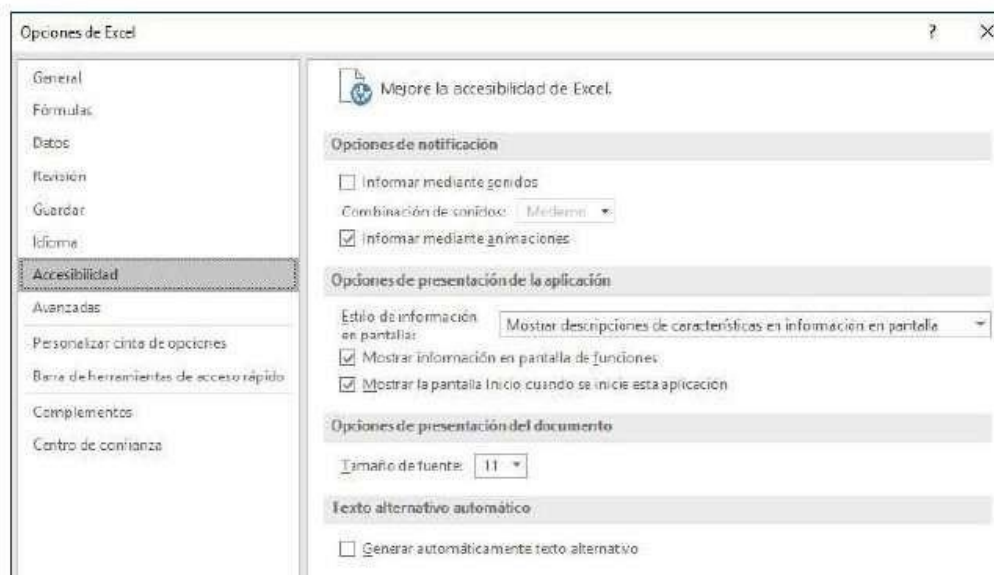 Opciones de Excel
?
General
Fórmulas
Datos
Revisión
Guardar
Idioma
Accesibilidad
Avanzadas
Personalizar cinta de opciones
Barra de herramientas de acceso rápido
Complementos
Centro de confianza
Mejore la accesibilidad de Excel.
Opciones de notificación
Informar mediante sonidos
Combinación de sonidos: Moderno
Informar mediante animaciones
Opciones de presentación de la aplicación
Estilo de información
en pantalla:
Mostrar descripciones de características en información en pantalla
Mostrar información en pantalla de funciones
Mostrar la pantalla Inicio cuando se inicie esta aplicación
Opciones de presentación del documento
Tamaño de fuente: 11
Texto alternativo automático
Generar automáticamente texto alternativo